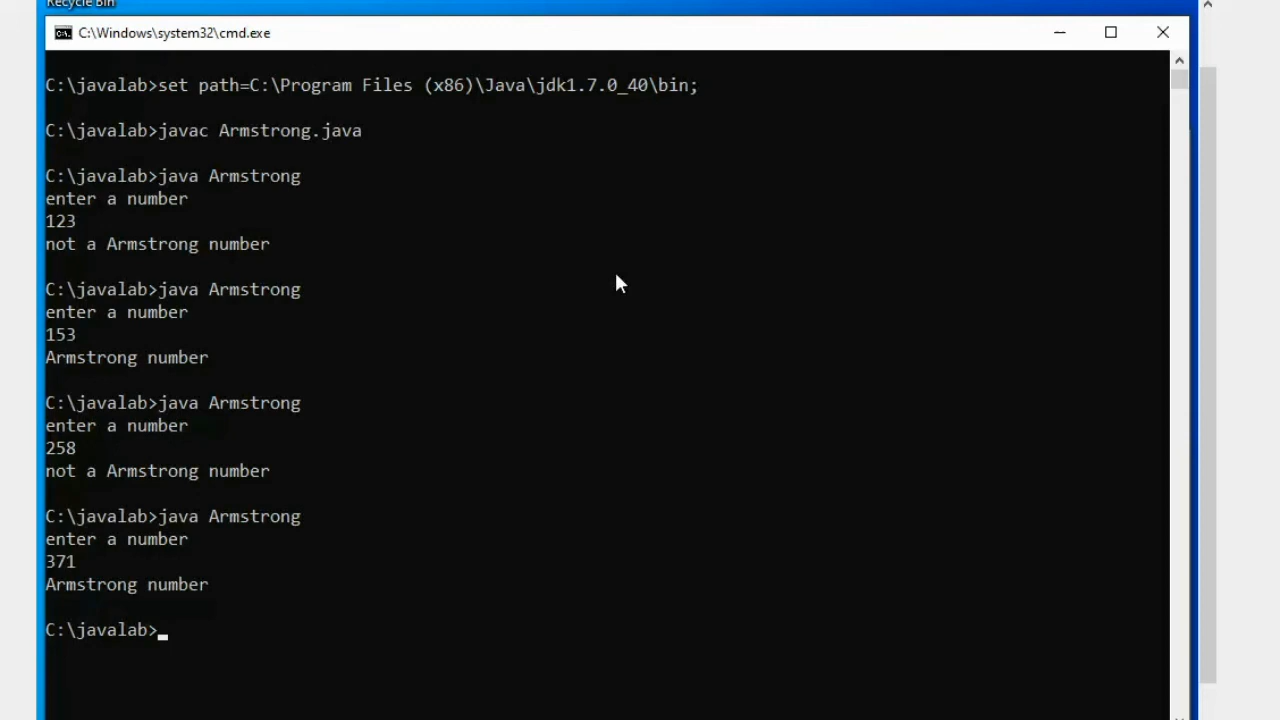 Recycle Bin
C:\Windows\system32\cmd.exe
C:\javalab>set path=C:\Program Files (x86)\Java\jdk1.7.0_40\bin;
C:\javalab>javac Armstrong.java
C:\javalab>java Armstrong
enter a number
123
not a Armstrong number
C:\javalab>java Armstrong
enter a number
153
Armstrong number
C:\javalab>java Armstrong
enter a number
258
not a Armstrong number
C:\javalab>java Armstrong
enter a number
371
Armstrong number
C:\javalab>